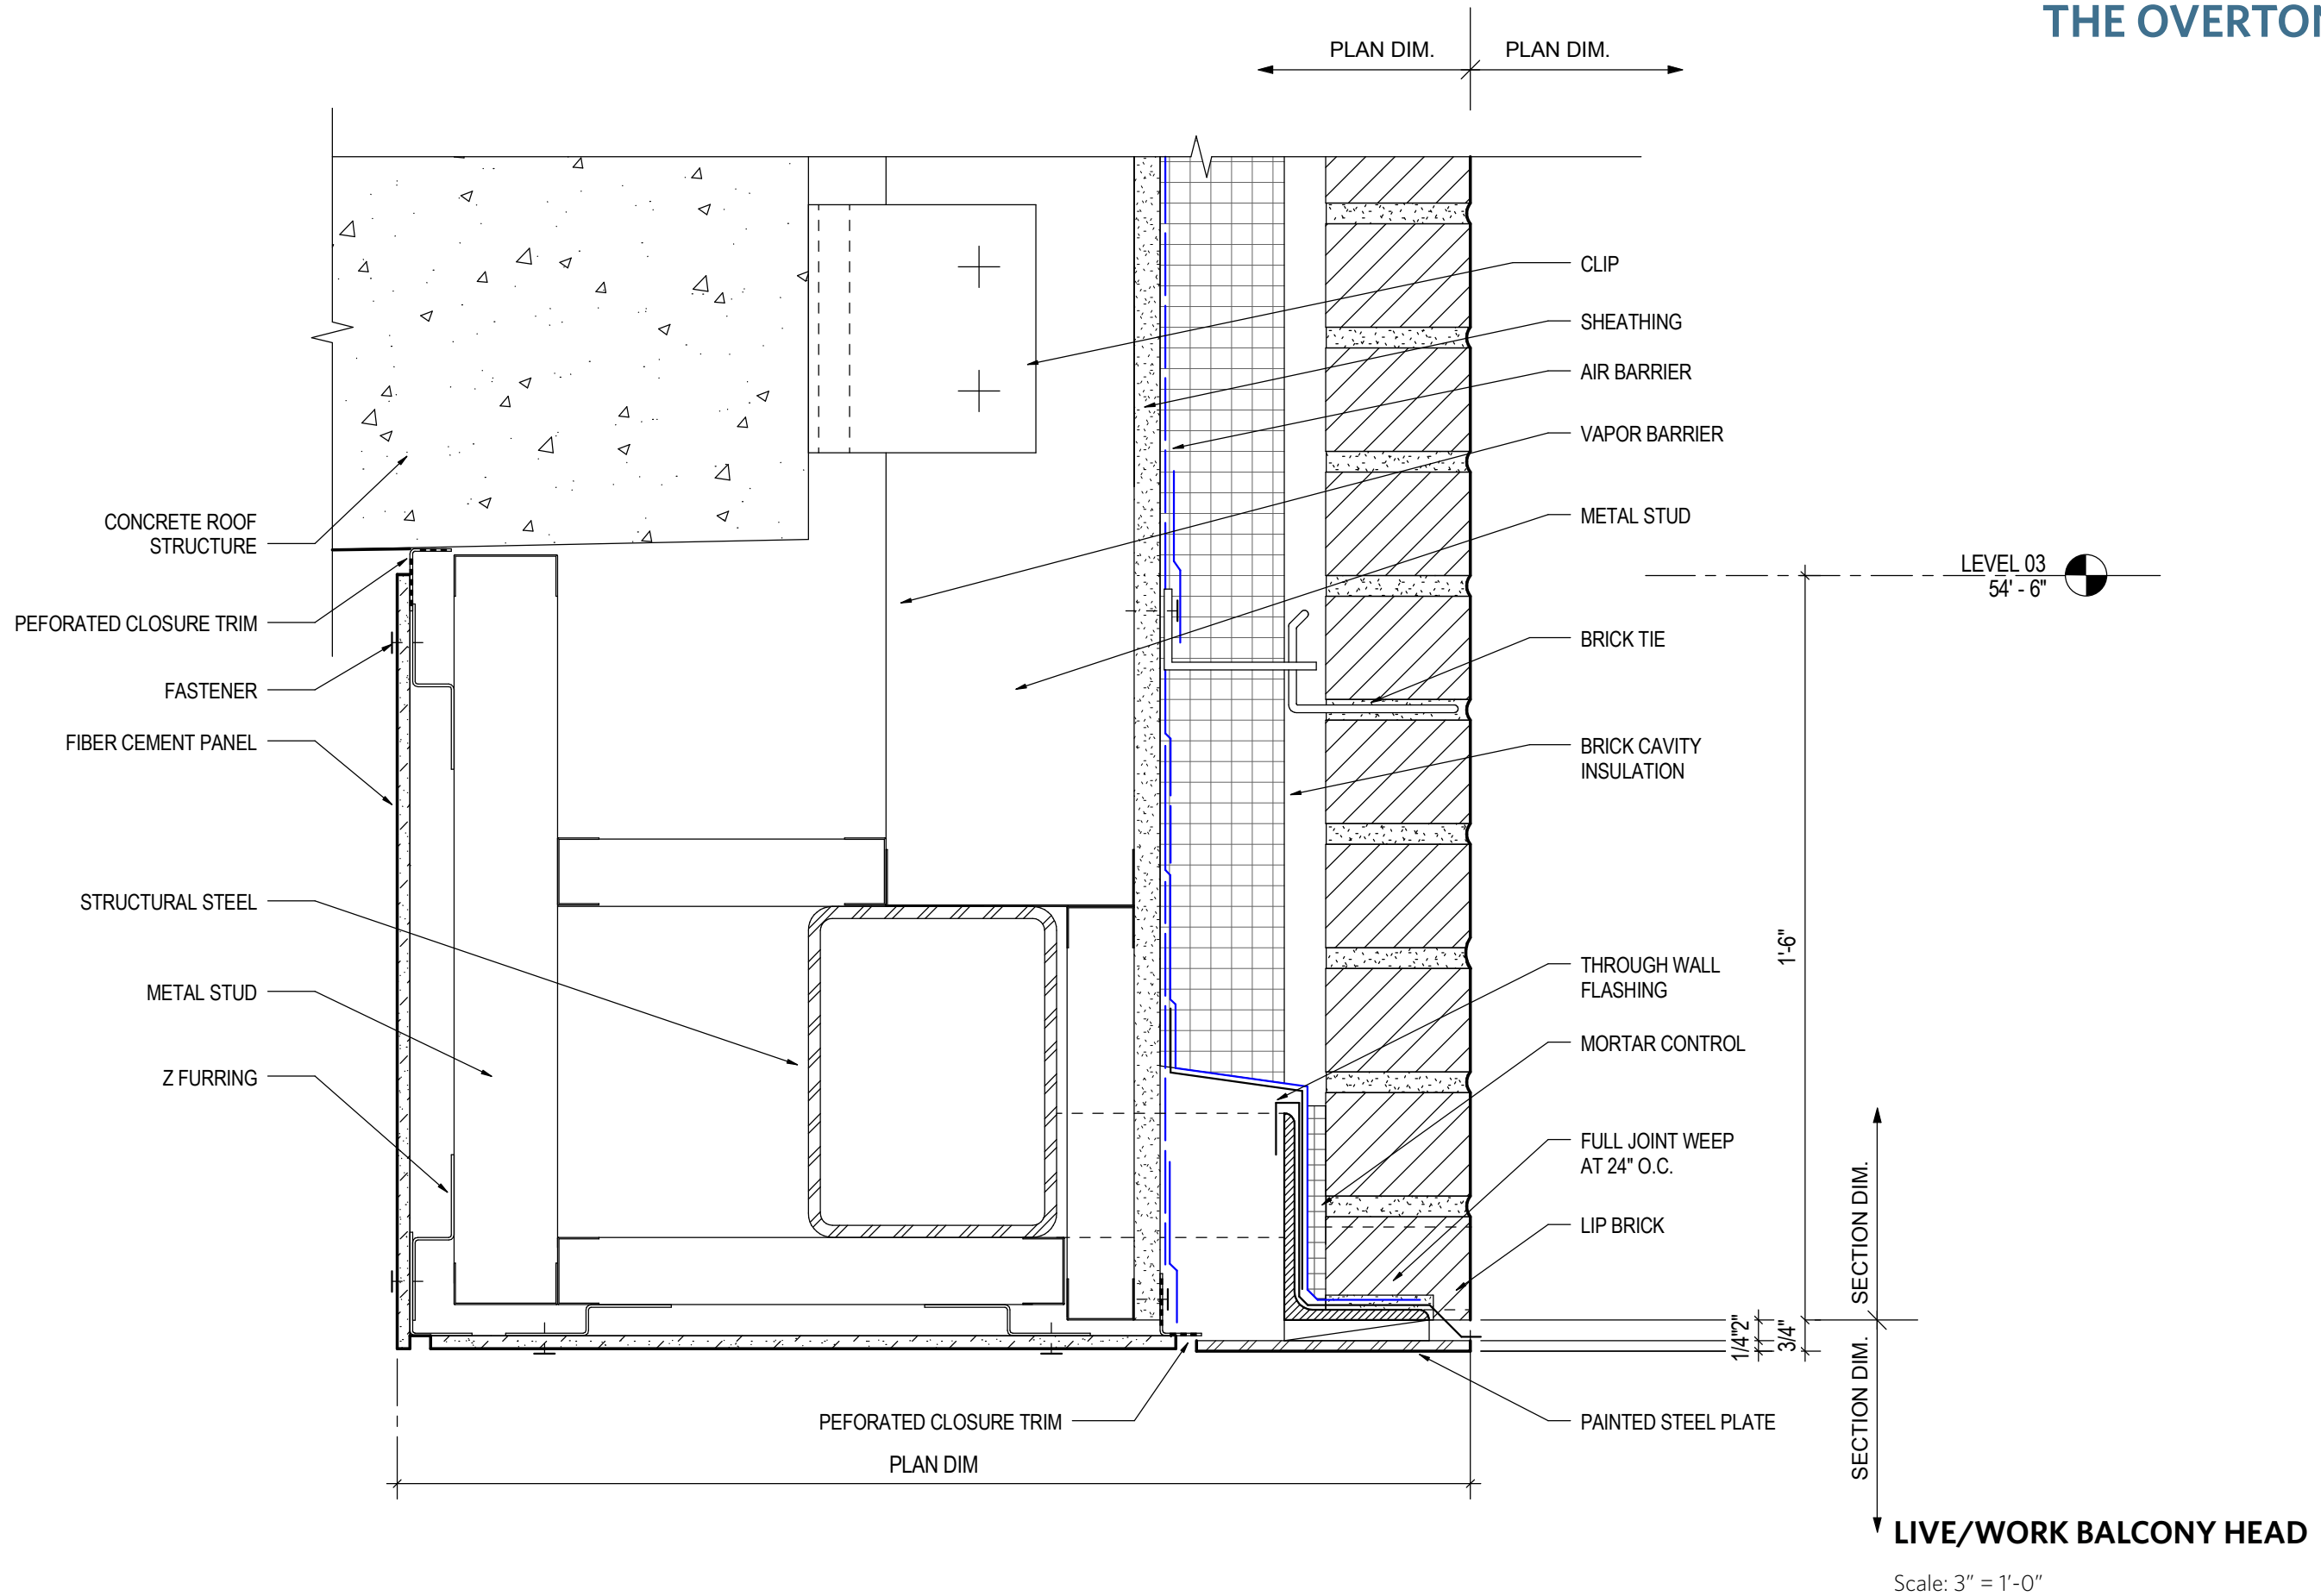 THE OVERTON
PLAN DIM.
PLAN DIM.
CLIP
SHEATHING
AIR BARRIER
VAPOR BARRIER
METAL STUD
BRICK TIE
BRICK CAVITY
INSULATION
THROUGH WALL
FLASHING
MORTAR CONTROL
FULL JOINT WEEP
AT 24" O.C.
LIP BRICK
PAINTED STEEL PLATE
CONCRETE ROOF
STRUCTURE
PEFORATED CLOSURE TRIM
FASTENER
FIBER CEMENT PANEL
STRUCTURAL STEEL
METAL STUD
Z FURRING
PEFORATED CLOSURE TRIM
PLAN DIM
LEVEL 03
54' - 6"
1'-6"
1/4"
2"
3/4"
SECTION DIM.
SECTION DIM.
LIVE/WORK BALCONY HEAD
Scale: 3" = 1'-0"